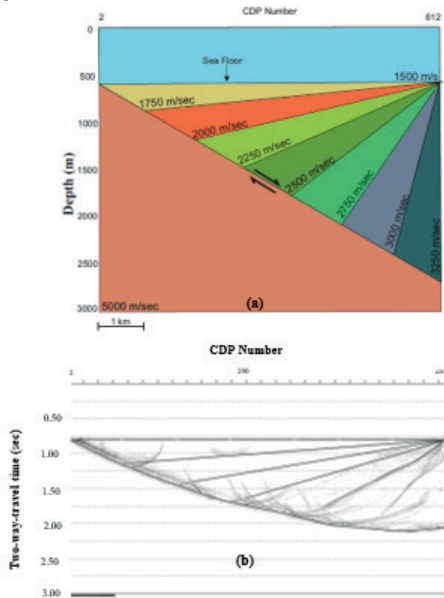 CDP Number
2 612
Sea Floor
1500 m/s
1750 m/sec
2000 m/sec
2250 m/sec
2500 m/sec
2750 m/sec
3000 m/sec
3250 m/sec
5000 m/sec
Depth (m)
0
500
1000
1500
2000
2500
3000
1 km
(a)
CDP Number
200
Two-way-travel time (sec)
0.50
1.00
1.50
2.00
2.50
3.00
(b)